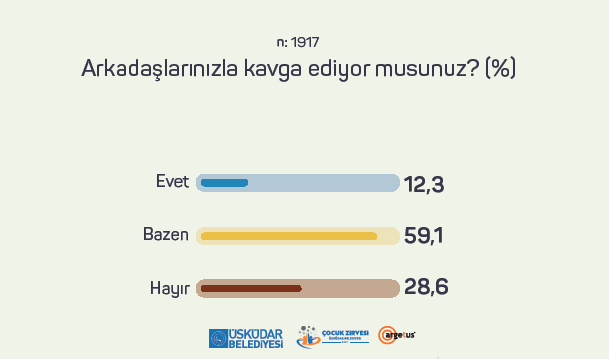 n: 1917
Arkadaşlarınızla kavga ediyor musunuz? (%)
Evet 12,3
Bazen 59,1
Hayır 28,6
ÜSKÜDAR
BELEDİYESİ
ÇOCUK ZİRVESİ
argetus